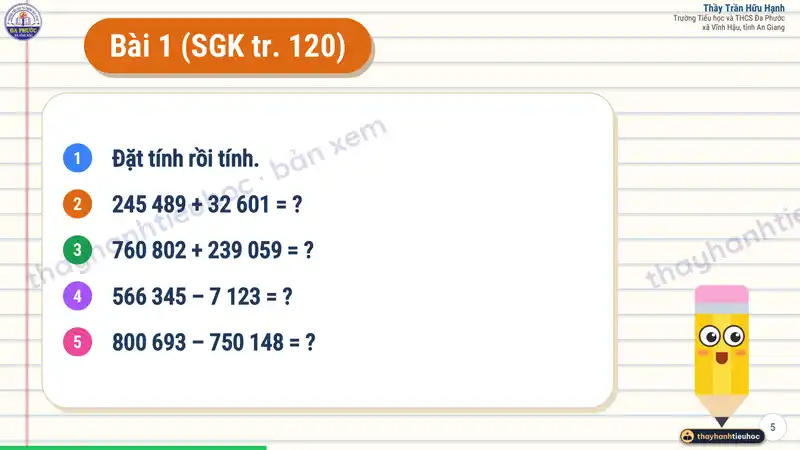 Thầy Trần Hữu Hạnh
Trường Tiểu học và THCS Đa Phước
xã Vĩnh Hậu, tỉnh An Giang
ĐA PHƯỚC
Bài 1 (SGK tr. 120)
1 Đặt tính rồi tính.
2 245 489 + 32 601 = ?
3 760 802 + 239 059 = ?
4 566 345 – 7 123 = ?
5 800 693 – 750 148 = ?
thayhanhtieuhoc · bản xem
thayhanhtieuhoc
5